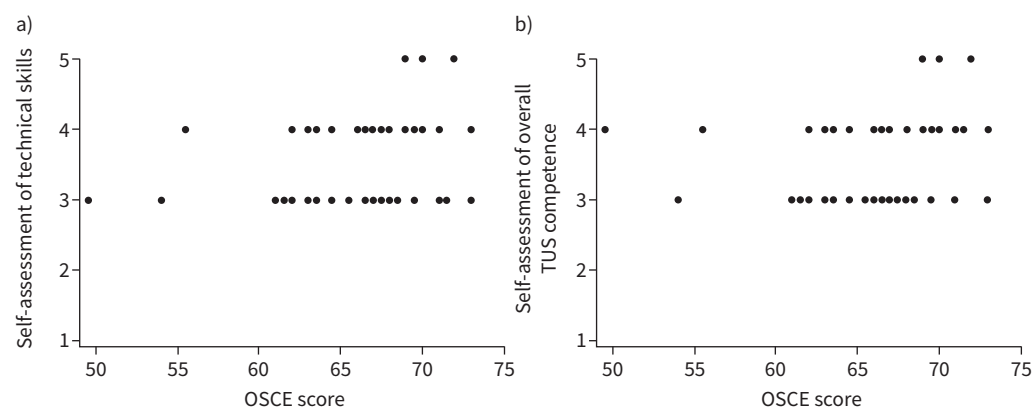 a)
Self-assessment of technical skills
5
4
3
2
1
50 55 60 65 70 75
OSCE score
b)
Self-assessment of overall
TUS competence
5
4
3
2
1
50 55 60 65 70 75
OSCE score